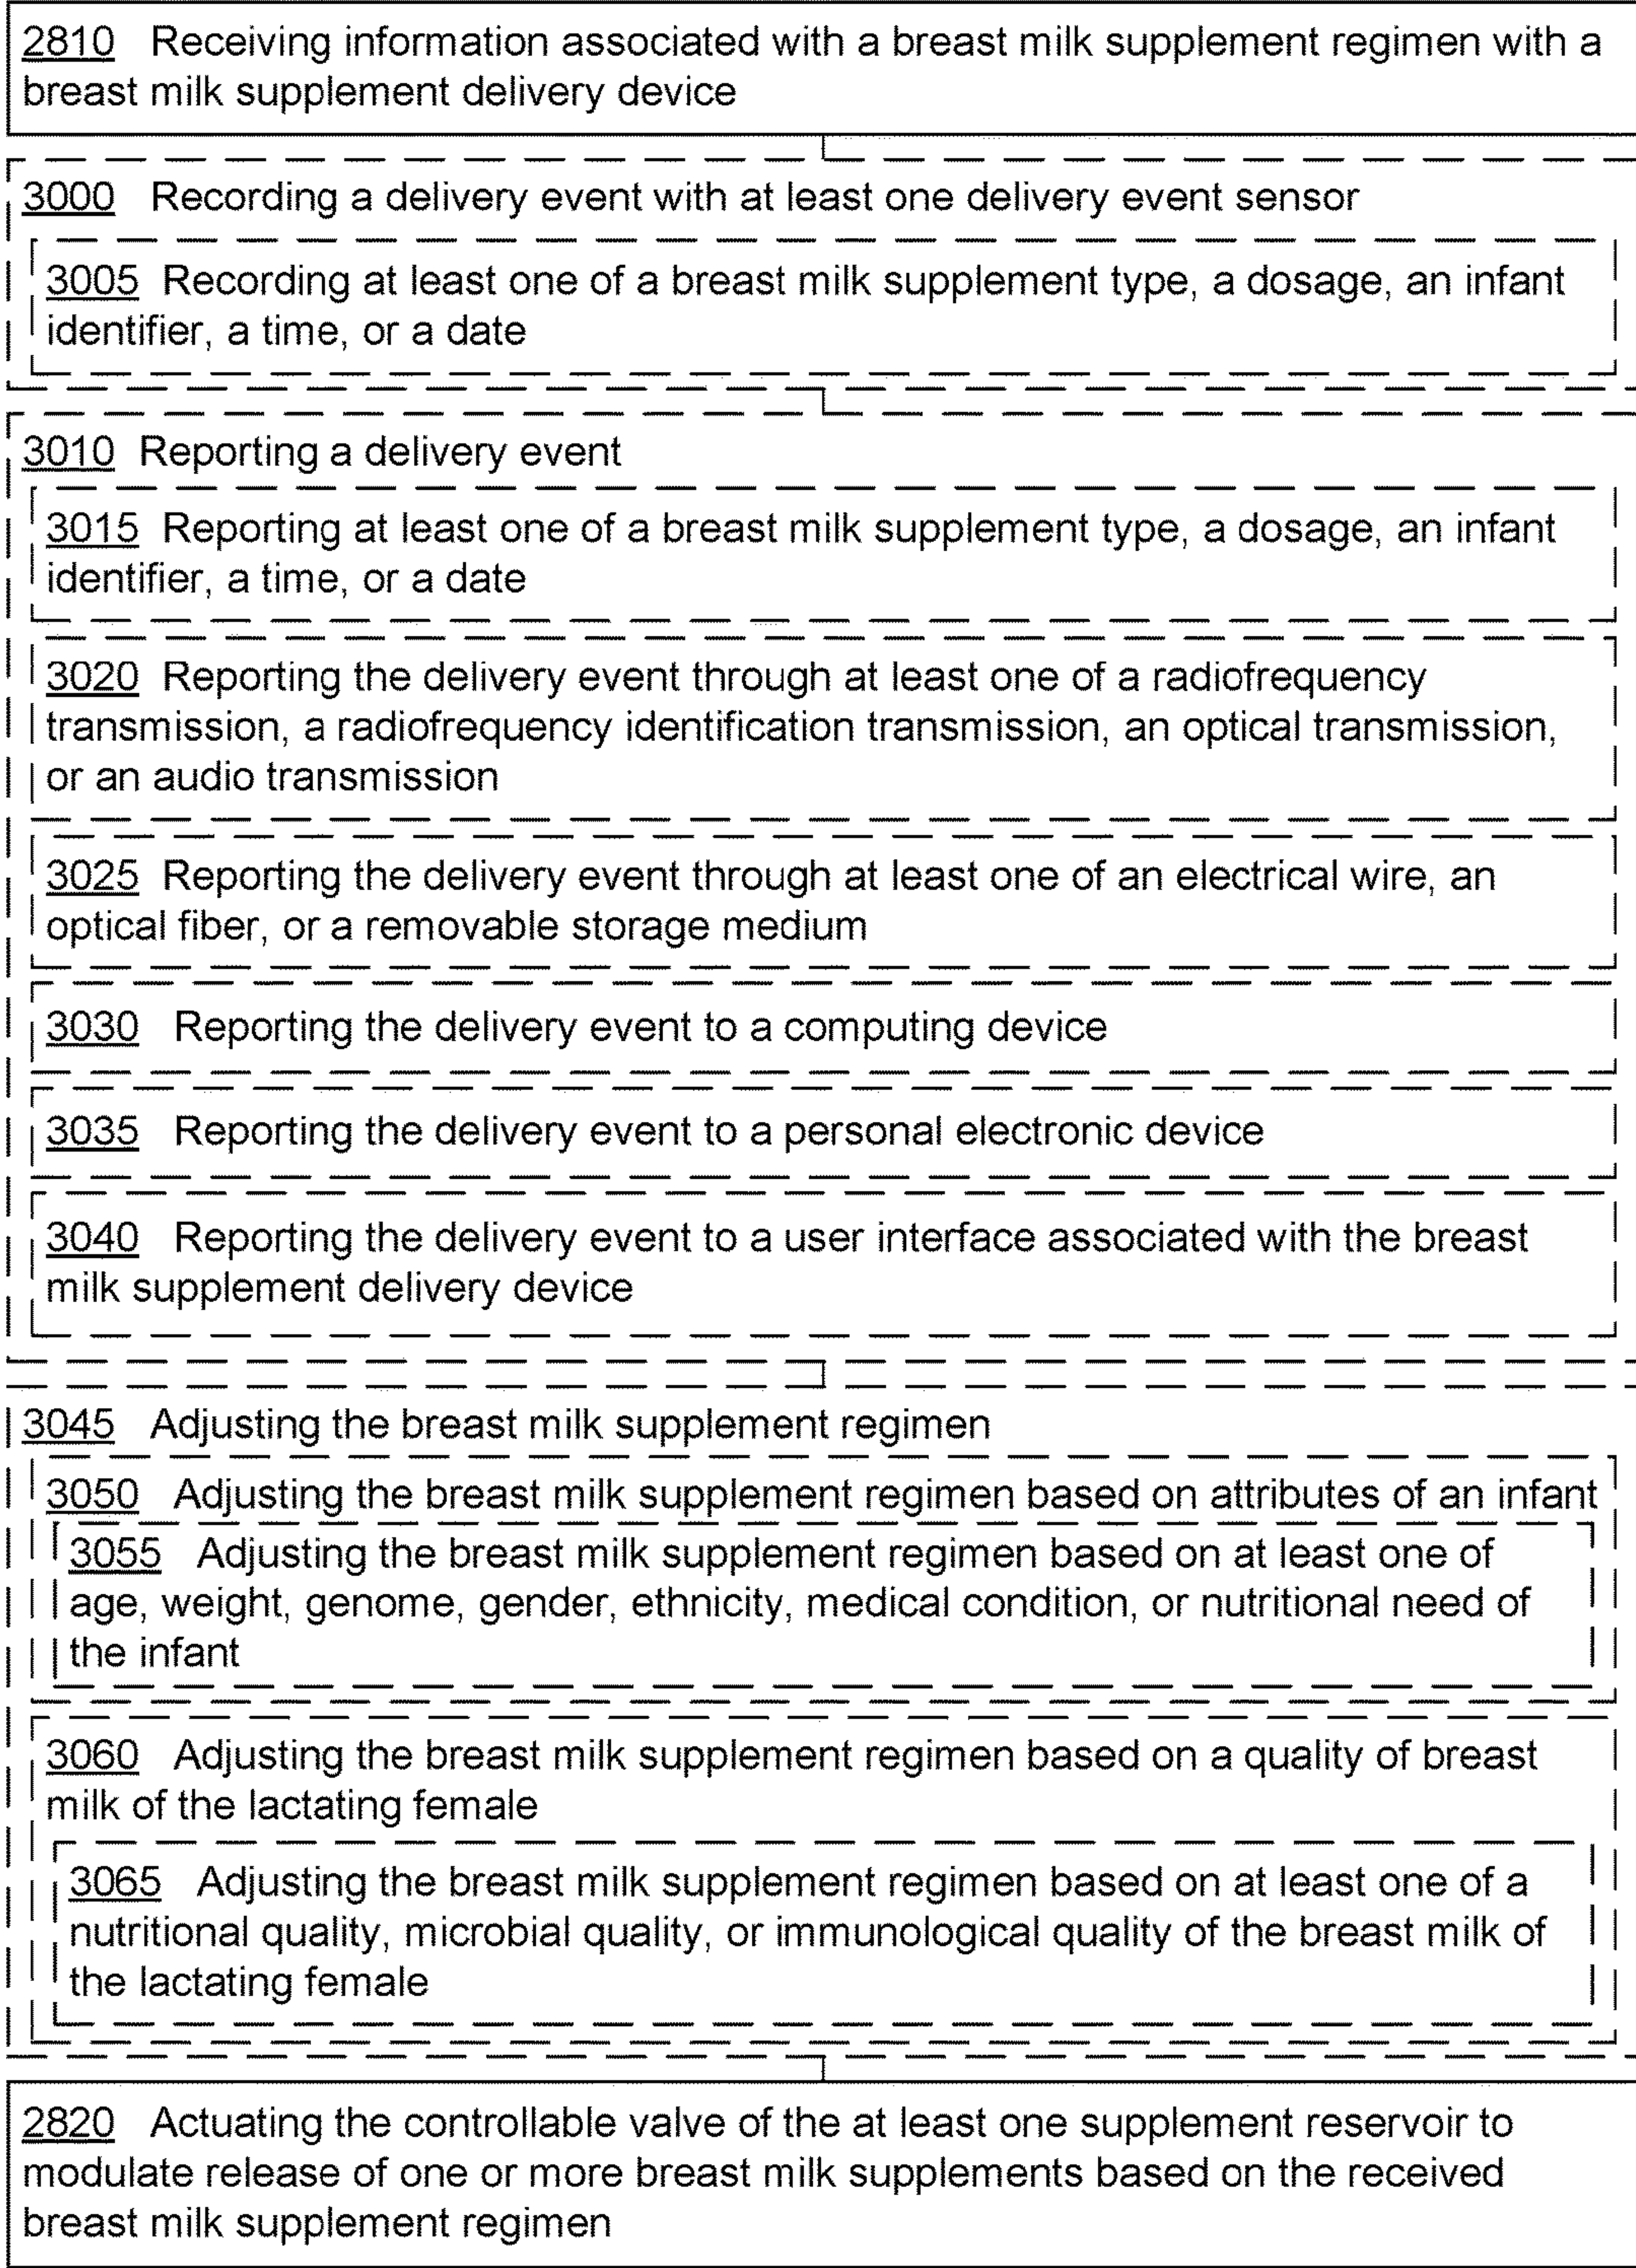 2810 Receiving information associated with a breast milk supplement regimen with a
breast milk supplement delivery device
3000 Recording a delivery event with at least one delivery event sensor
3005 Recording at least one of a breast milk supplement type, a dosage, an infant
identifier, a time, or a date
3010 Reporting a delivery event
3015 Reporting at least one of a breast milk supplement type, a dosage, an infant
identifier, a time, or a date
3020 Reporting the delivery event through at least one of a radiofrequency
transmission, a radiofrequency identification transmission, an optical transmission,
or an audio transmission
3025 Reporting the delivery event through at least one of an electrical wire, an
optical fiber, or a removable storage medium
3030 Reporting the delivery event to a computing device
3035 Reporting the delivery event to a personal electronic device
3040 Reporting the delivery event to a user interface associated with the breast
milk supplement delivery device
3045 Adjusting the breast milk supplement regimen
3050 Adjusting the breast milk supplement regimen based on attributes of an infant
3055 Adjusting the breast milk supplement regimen based on at least one of
age, weight, genome, gender, ethnicity, medical condition, or nutritional need of
the infant
3060 Adjusting the breast milk supplement regimen based on a quality of breast
milk of the lactating female
3065 Adjusting the breast milk supplement regimen based on at least one of a
nutritional quality, microbial quality, or immunological quality of the breast milk of
the lactating female
2820 Actuating the controllable valve of the at least one supplement reservoir to
modulate release of one or more breast milk supplements based on the received
breast milk supplement regimen